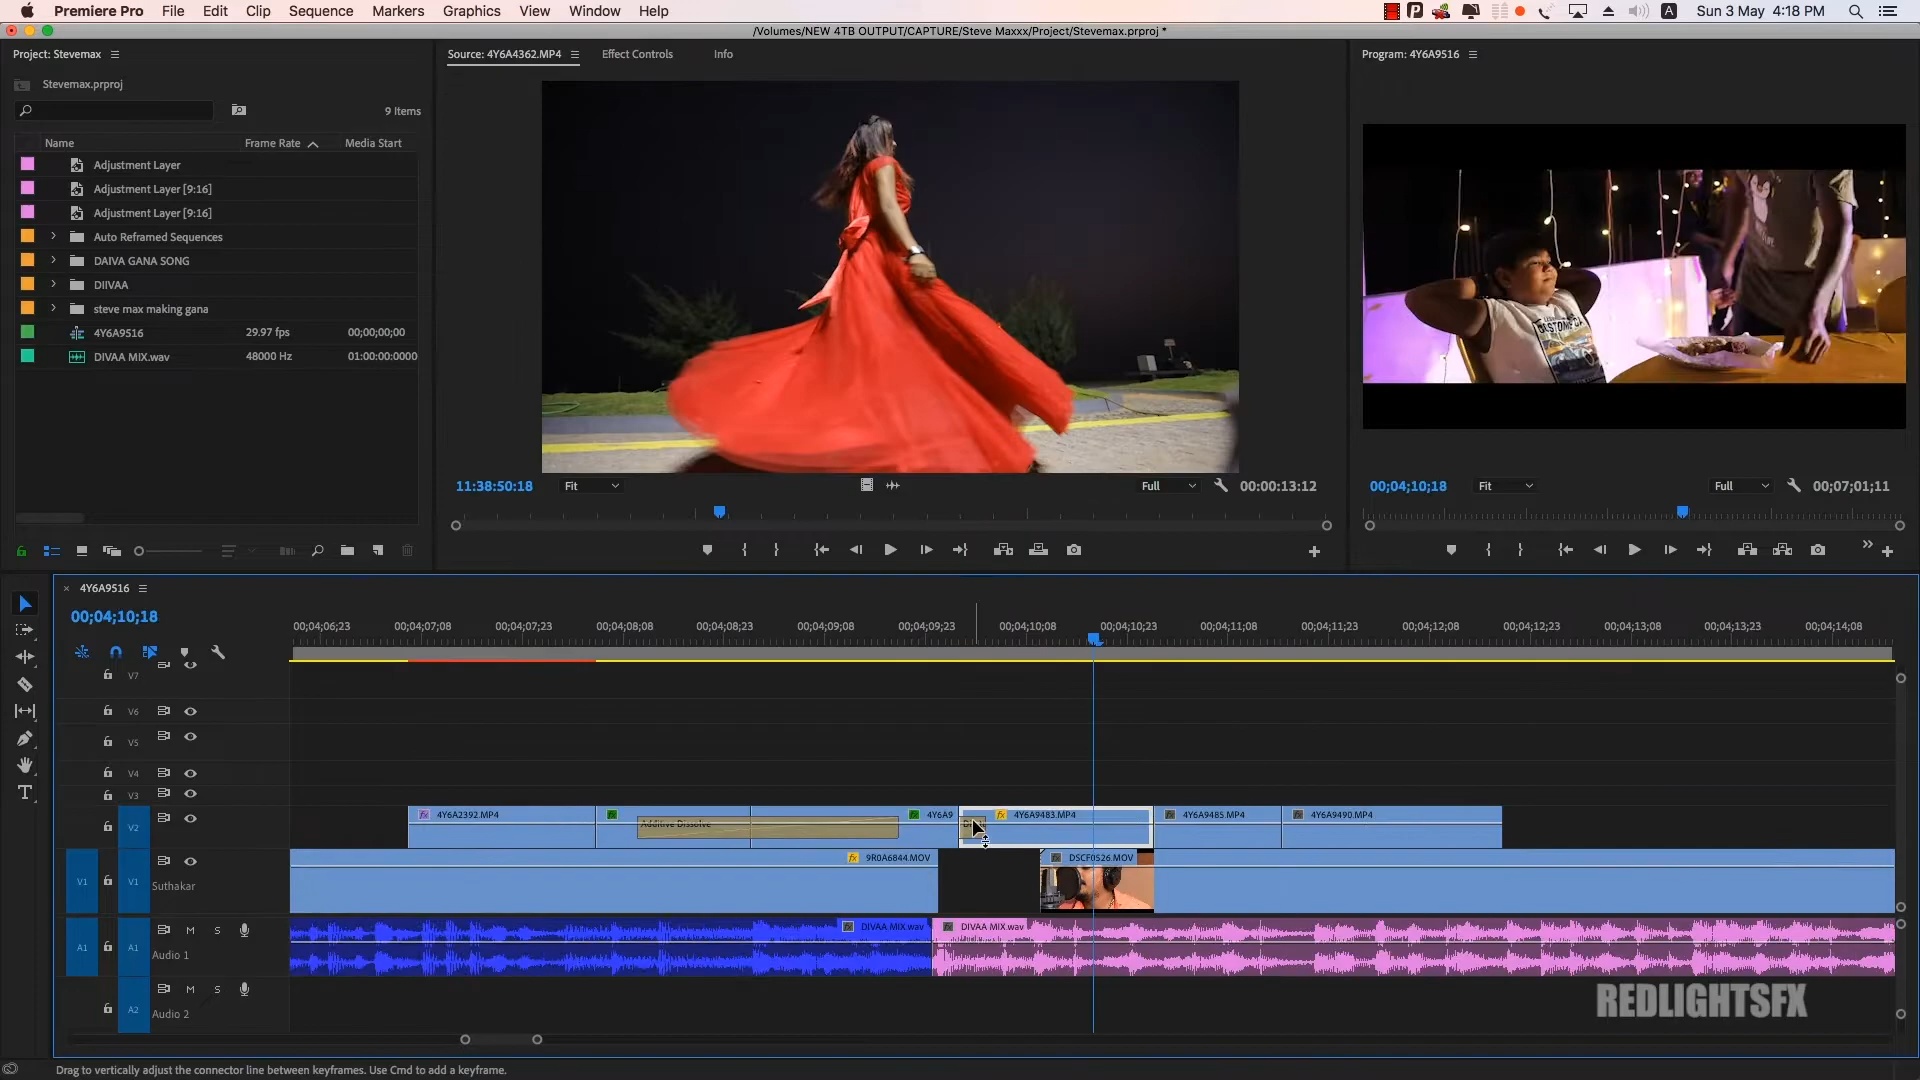 Premiere Pro File Edit Clip Sequence Markers Graphics View Window Help
A Sun 3 May 4:18 PM
/Volumes/NEW 4TB OUTPUT/CAPTURE/Steve Maxxx/Project/Stevemax.prproj *
Project: Stevemax
Stevemax.prproj
9 Items
Name Frame Rate Media Start
Adjustment Layer
Adjustment Layer [9:16]
Adjustment Layer [9:16]
Auto Reframed Sequences
DAIVA GANA SONG
DIIVAA
steve max making gana
4Y6A9516 29.97 fps 00;00;00;00
DIVAA MIX.wav 48000 Hz 01:00:00:0000
Source: 4Y6A4362.MP4 Effect Controls Info
11:38:50:18 Fit Full 00:00:13:12
Program: 4Y6A9516
CUSTOM
00;04;10;18 Fit Full 00;07;01;11
× 4Y6A9516
00;04;10;18
00;04;06;23 00;04;07;08 00;04;07;23 00;04;08;08 00;04;08;23 00;04;09;08 00;04;09;23 00;04;10;08 00;04;10;23 00;04;11;08 00;04;11;23 00;04;12;08 00;04;12;23 00;04;13;08 00;04;13;23 00;04;14;08
V7
V6
V5
V4
V3
V2 fx 4Y6A2392.MP4 fx Additive Dissolve fx 4Y6A9 fx 4Y6A9483.MP4 fx 4Y6A9485.MP4 fx 4Y6A9490.MP4
V1 V1 Suthakar fx 9R0A6844.MOV fx DSCF0526.MOV
A1 A1 M S Audio 1 fx DIVAA MIX.wav fx DIVAA MIX.wav
A2 M S Audio 2
REDLIGHTSFX
Drag to vertically adjust the connector line between keyframes. Use Cmd to add a keyframe.